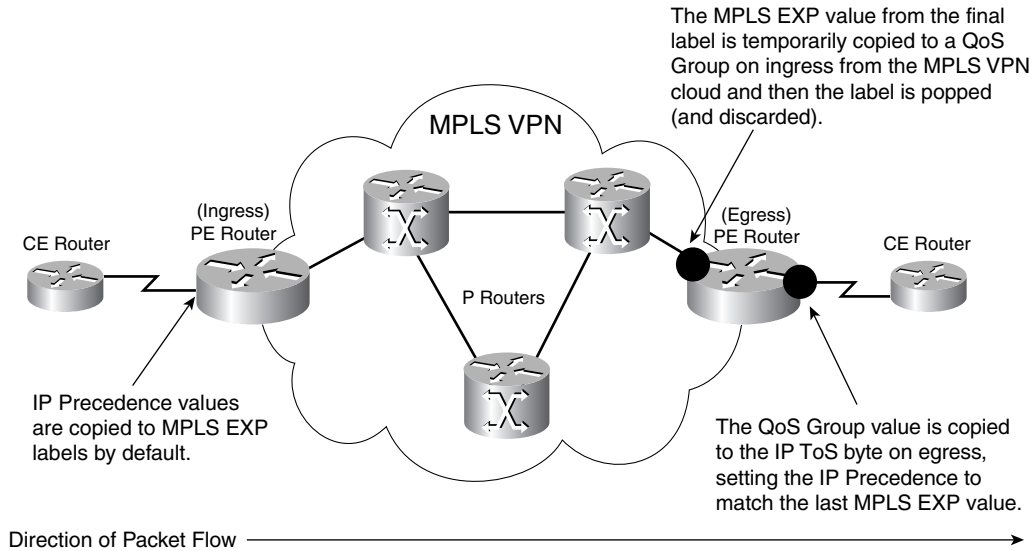 The MPLS EXP value from the final
label is temporarily copied to a QoS
Group on ingress from the MPLS VPN
cloud and then the label is popped
(and discarded).
MPLS VPN
(Ingress)
PE Router
(Egress)
PE Router
CE Router
CE Router
P Routers
IP Precedence values
are copied to MPLS EXP
labels by default.
The QoS Group value is copied
to the IP ToS byte on egress,
setting the IP Precedence to
match the last MPLS EXP value.
Direction of Packet Flow